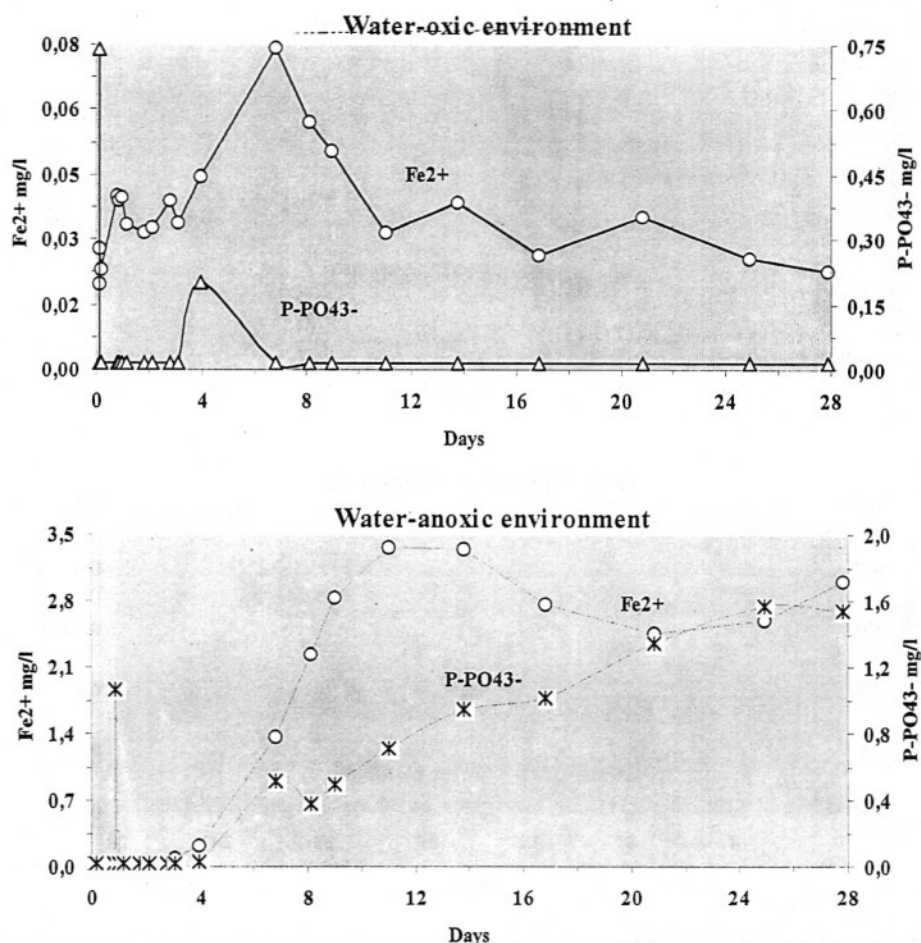 Water-oxic environment
0,08
0,06
0,05
0,03
0,02
0,00
Fe2+ mg/l
0,75
0,60
0,45
0,30
0,15
0,00
P-PO43- mg/l
Fe2+
P-PO43-
0 4 8 12 16 20 24 28
Days
Water-anoxic environment
3,5
2,8
2,1
1,4
0,7
0,0
Fe2+ mg/l
2,0
1,6
1,2
0,8
0,4
0,0
P-PO43- mg/l
Fe2+
P-PO43-
0 4 8 12 16 20 24 28
Days